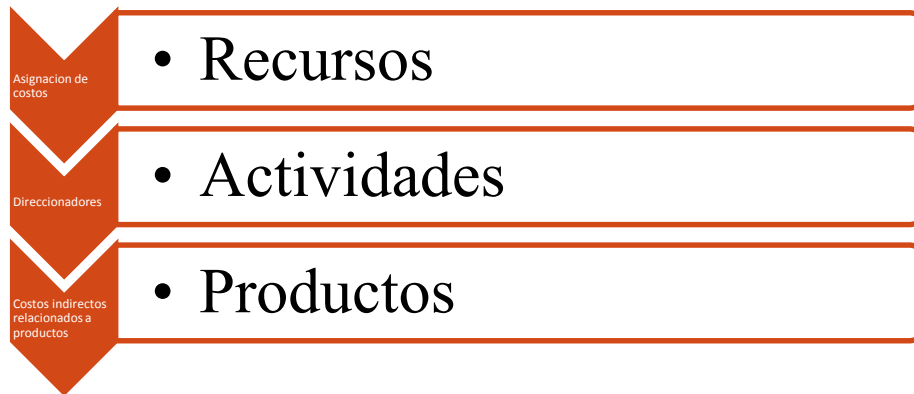 Asignacion de
costos
• Recursos
Direccionadores
• Actividades
Costos indirectos
relacionados a
productos
• Productos